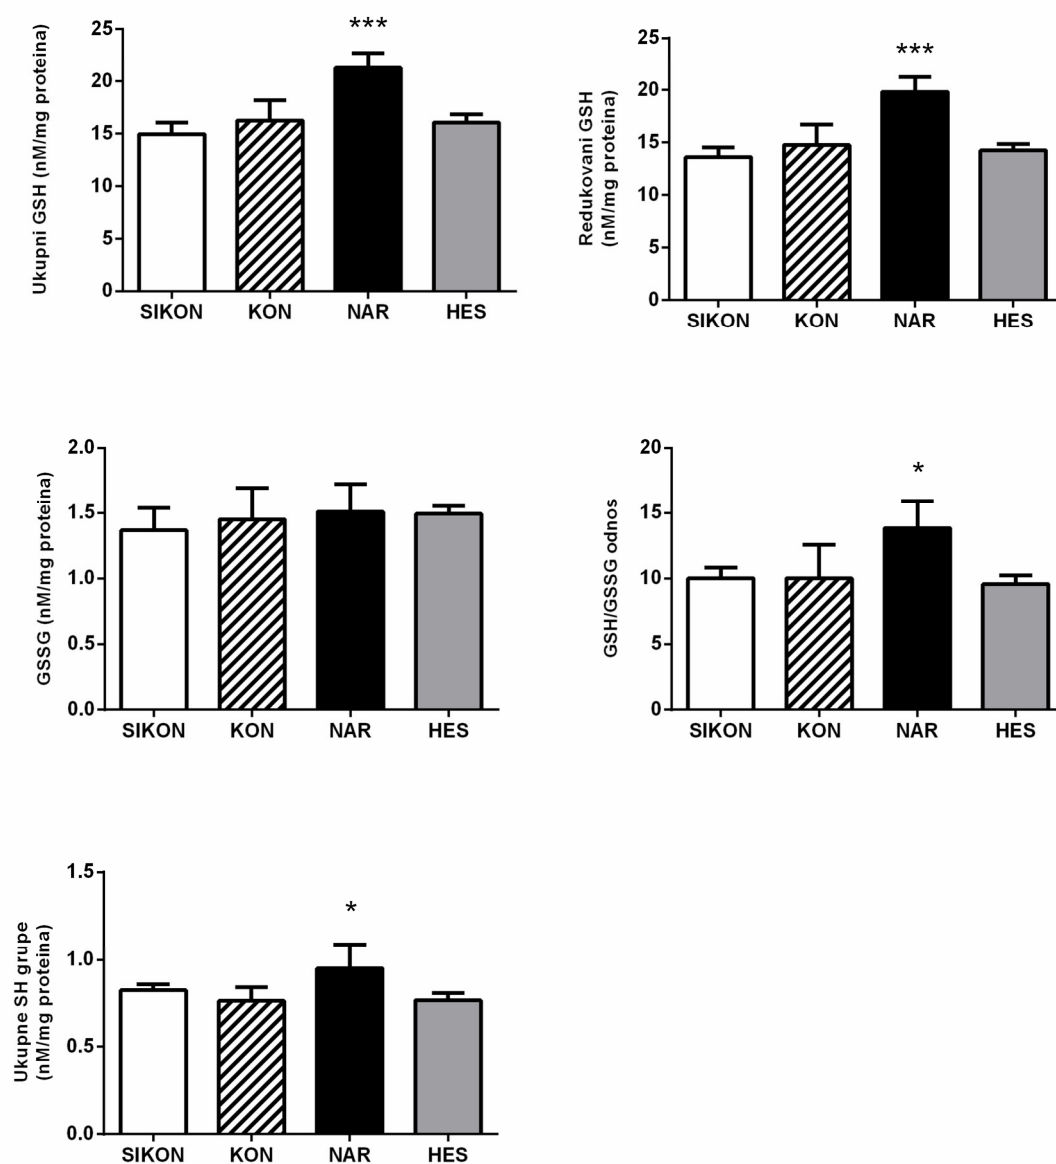 Ukupni GSH (nM/mg proteina)
25
20
15
10
5
0
***
SIKON KON NAR HES
Redukovani GSH
(nM/mg proteina)
25
20
15
10
5
0
***
SIKON KON NAR HES
GSSG (nM/mg proteina)
2.0
1.5
1.0
0.5
0.0
SIKON KON NAR HES
GSH/GSSG odnos
20
15
10
5
0
*
SIKON KON NAR HES
Ukupne SH grupe
(nM/mg proteina)
1.5
1.0
0.5
0.0
*
SIKON KON NAR HES